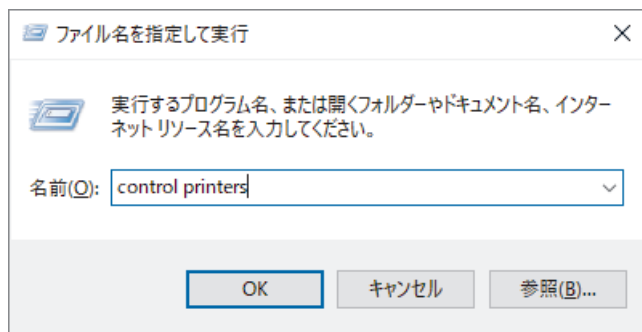 ファイル名を指定して実行
実行するプログラム名、または開くフォルダーやドキュメント名、インター
ネット リソース名を入力してください。
名前(O): control printers
OK キャンセル 参照(B)...